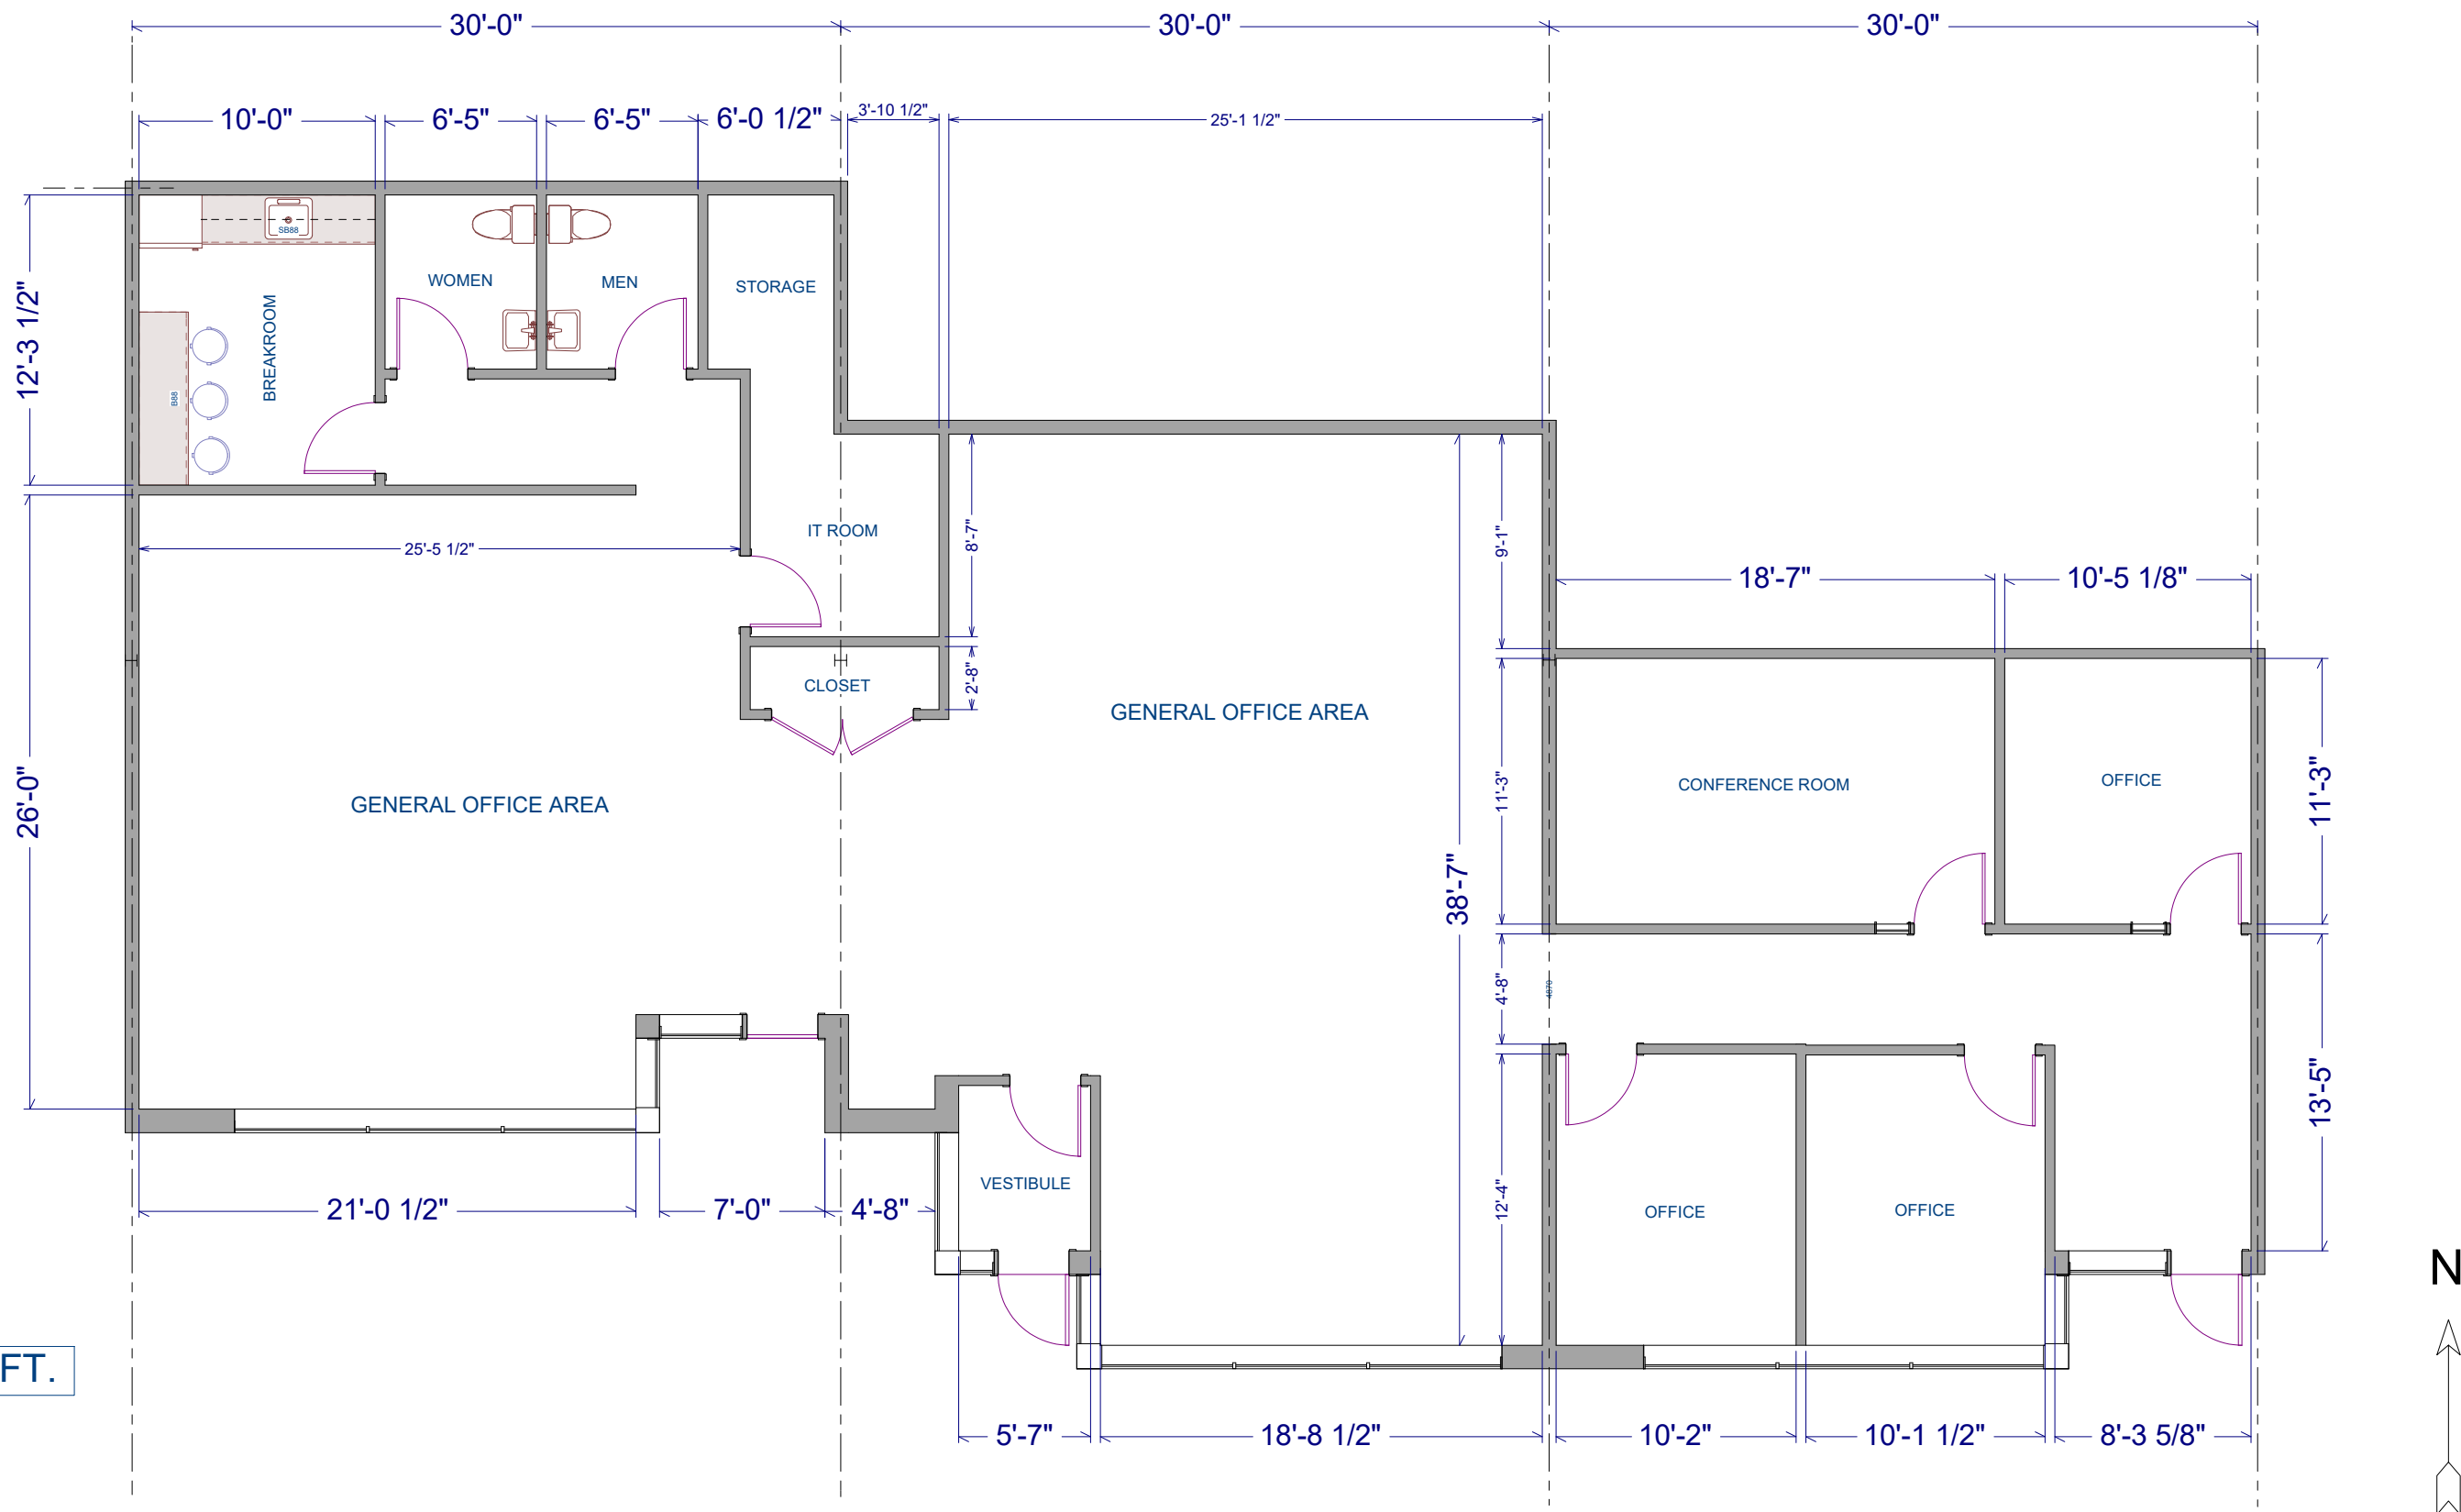 30'-0" 30'-0" 30'-0"
10'-0" 6'-5" 6'-5" 6'-0 1/2" 3'-10 1/2" 25'-1 1/2"
SB88
WOMEN MEN STORAGE
12'-3 1/2"
BREAKROOM
B88
IT ROOM
8'-7"
9'-1"
25'-5 1/2"
18'-7" 10'-5 1/8"
CLOSET
2'-8"
GENERAL OFFICE AREA
CONFERENCE ROOM
OFFICE
11'-3"
11'-3"
26'-0"
GENERAL OFFICE AREA
38'-7"
4'-8"
4870
13'-5"
VESTIBULE
12'-4"
OFFICE
OFFICE
21'-0 1/2" 7'-0" 4'-8"
N
FT.
5'-7" 18'-8 1/2" 10'-2" 10'-1 1/2" 8'-3 5/8"